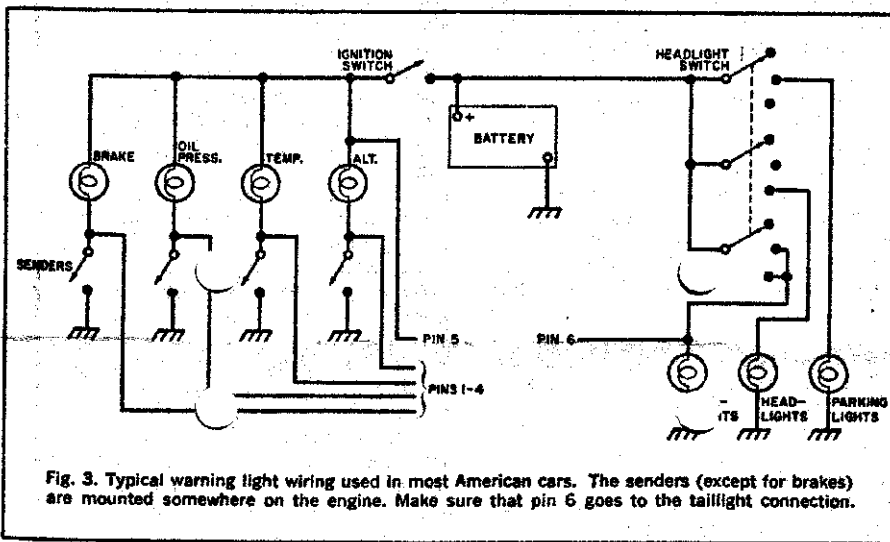 IGNITION
SWITCH
HEADLIGHT
SWITCH
+
BATTERY
BRAKE
OIL
PRESS.
TEMP.
ALT.
SENDERS
PIN 5
PIN 6
PINS 1-4
HEAD-
LIGHTS
PARKING
LIGHTS
Fig. 3. Typical warning light wiring used in most American cars. The senders (except for brakes)
are mounted somewhere on the engine. Make sure that pin 6 goes to the taillight connection.